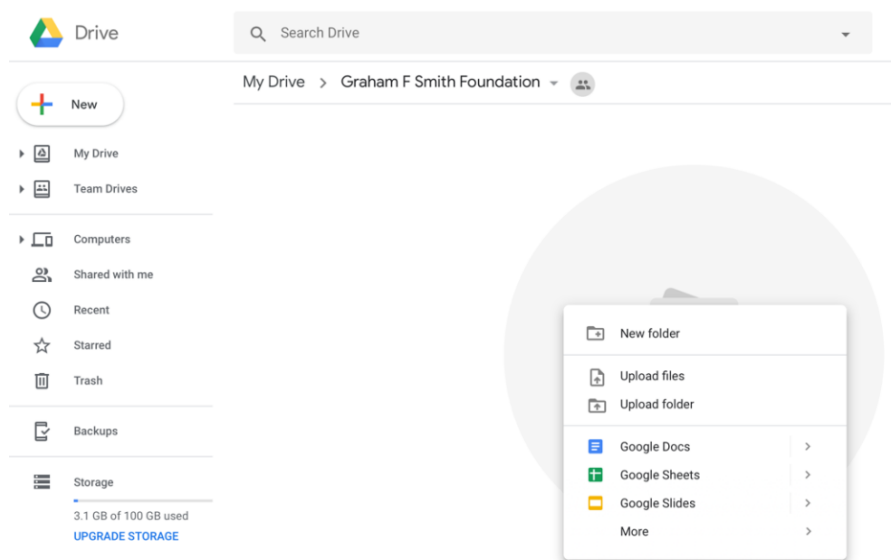 Drive
Search Drive
My Drive > Graham F Smith Foundation
New
My Drive
Team Drives
Computers
Shared with me
Recent
Starred
Trash
Backups
Storage
3.1 GB of 100 GB used
UPGRADE STORAGE
New folder
Upload files
Upload folder
Google Docs
Google Sheets
Google Slides
More